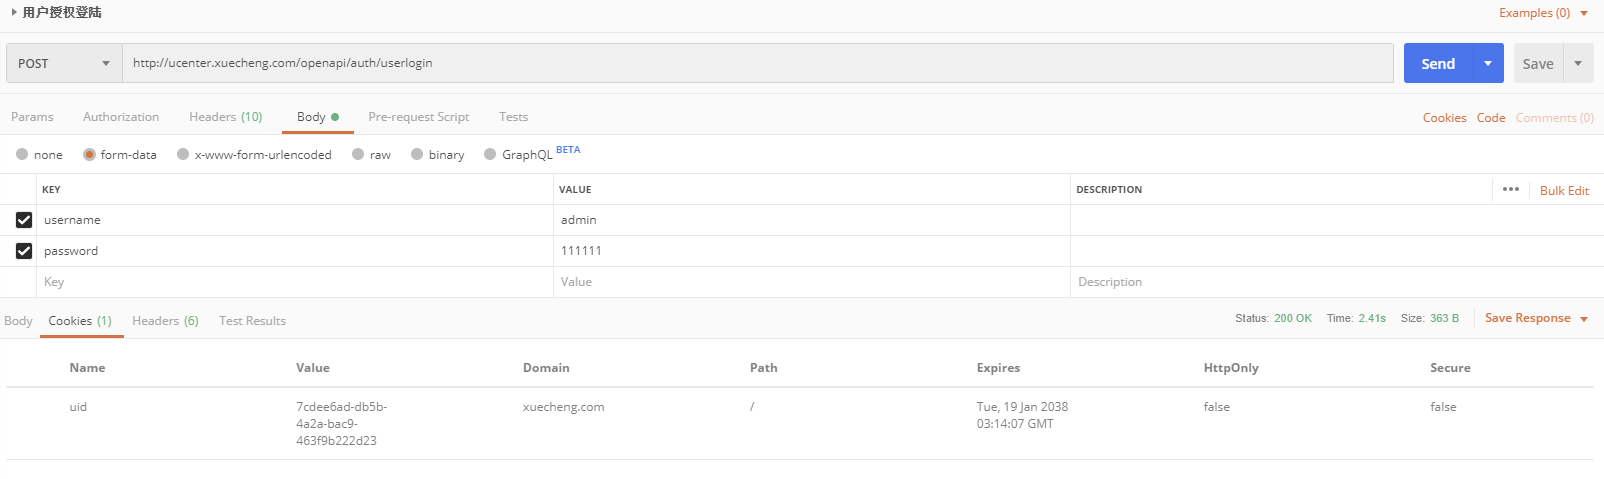 用户授权登陆
Examples (0)
POST http://ucenter.xuecheng.com/openapi/auth/userlogin Send Save
Params Authorization Headers (10) Body Pre-request Script Tests Cookies Code Comments (0)
none form-data x-www-form-urlencoded raw binary GraphQL BETA
KEY VALUE DESCRIPTION ••• Bulk Edit
username admin
password 111111
Key Value Description
Body Cookies (1) Headers (6) Test Results Status: 200 OK Time: 2.41s Size: 363 B Save Response
Name Value Domain Path Expires HttpOnly Secure
uid 7cdee6ad-db5b- xuecheng.com / Tue, 19 Jan 2038 false false
4a2a-bac9- 03:14:07 GMT
463f9b222d23